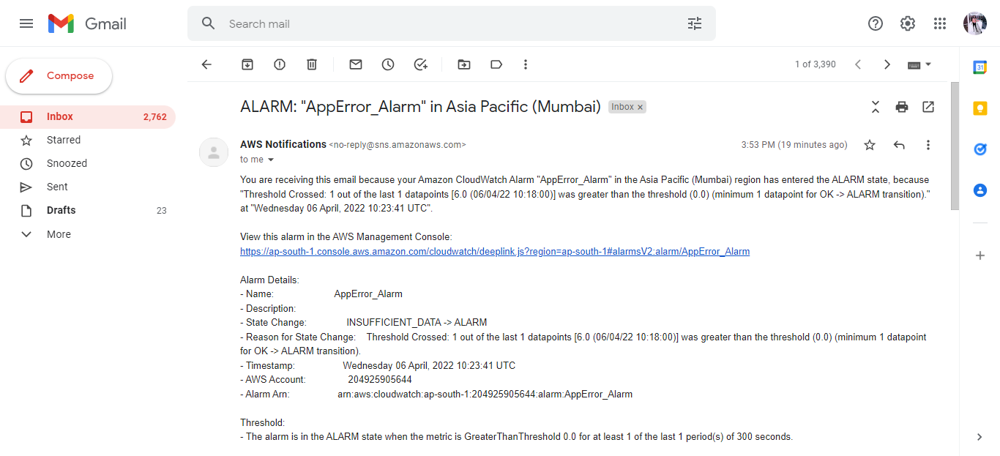 Gmail
Search mail
Compose
1 of 3,390
Inbox 2,762
Starred
Snoozed
Sent
Drafts 23
More
ALARM: "AppError_Alarm" in Asia Pacific (Mumbai) Inbox ×
AWS Notifications <no-reply@sns.amazonaws.com> 3:53 PM (19 minutes ago)
to me
You are receiving this email because your Amazon CloudWatch Alarm "AppError_Alarm" in the Asia Pacific (Mumbai) region has entered the ALARM state, because
"Threshold Crossed: 1 out of the last 1 datapoints [6.0 (06/04/22 10:18:00)] was greater than the threshold (0.0) (minimum 1 datapoint for OK -> ALARM transition)."
at "Wednesday 06 April, 2022 10:23:41 UTC".
View this alarm in the AWS Management Console:
https://ap-south-1.console.aws.amazon.com/cloudwatch/deeplink.js?region=ap-south-1#alarmsV2:alarm/AppError_Alarm
Alarm Details:
- Name: AppError_Alarm
- Description:
- State Change: INSUFFICIENT_DATA -> ALARM
- Reason for State Change: Threshold Crossed: 1 out of the last 1 datapoints [6.0 (06/04/22 10:18:00)] was greater than the threshold (0.0) (minimum 1 datapoint
for OK -> ALARM transition).
- Timestamp: Wednesday 06 April, 2022 10:23:41 UTC
- AWS Account: 204925905644
- Alarm Arn: arn:aws:cloudwatch:ap-south-1:204925905644:alarm:AppError_Alarm
Threshold:
- The alarm is in the ALARM state when the metric is GreaterThanThreshold 0.0 for at least 1 of the last 1 period(s) of 300 seconds.
31